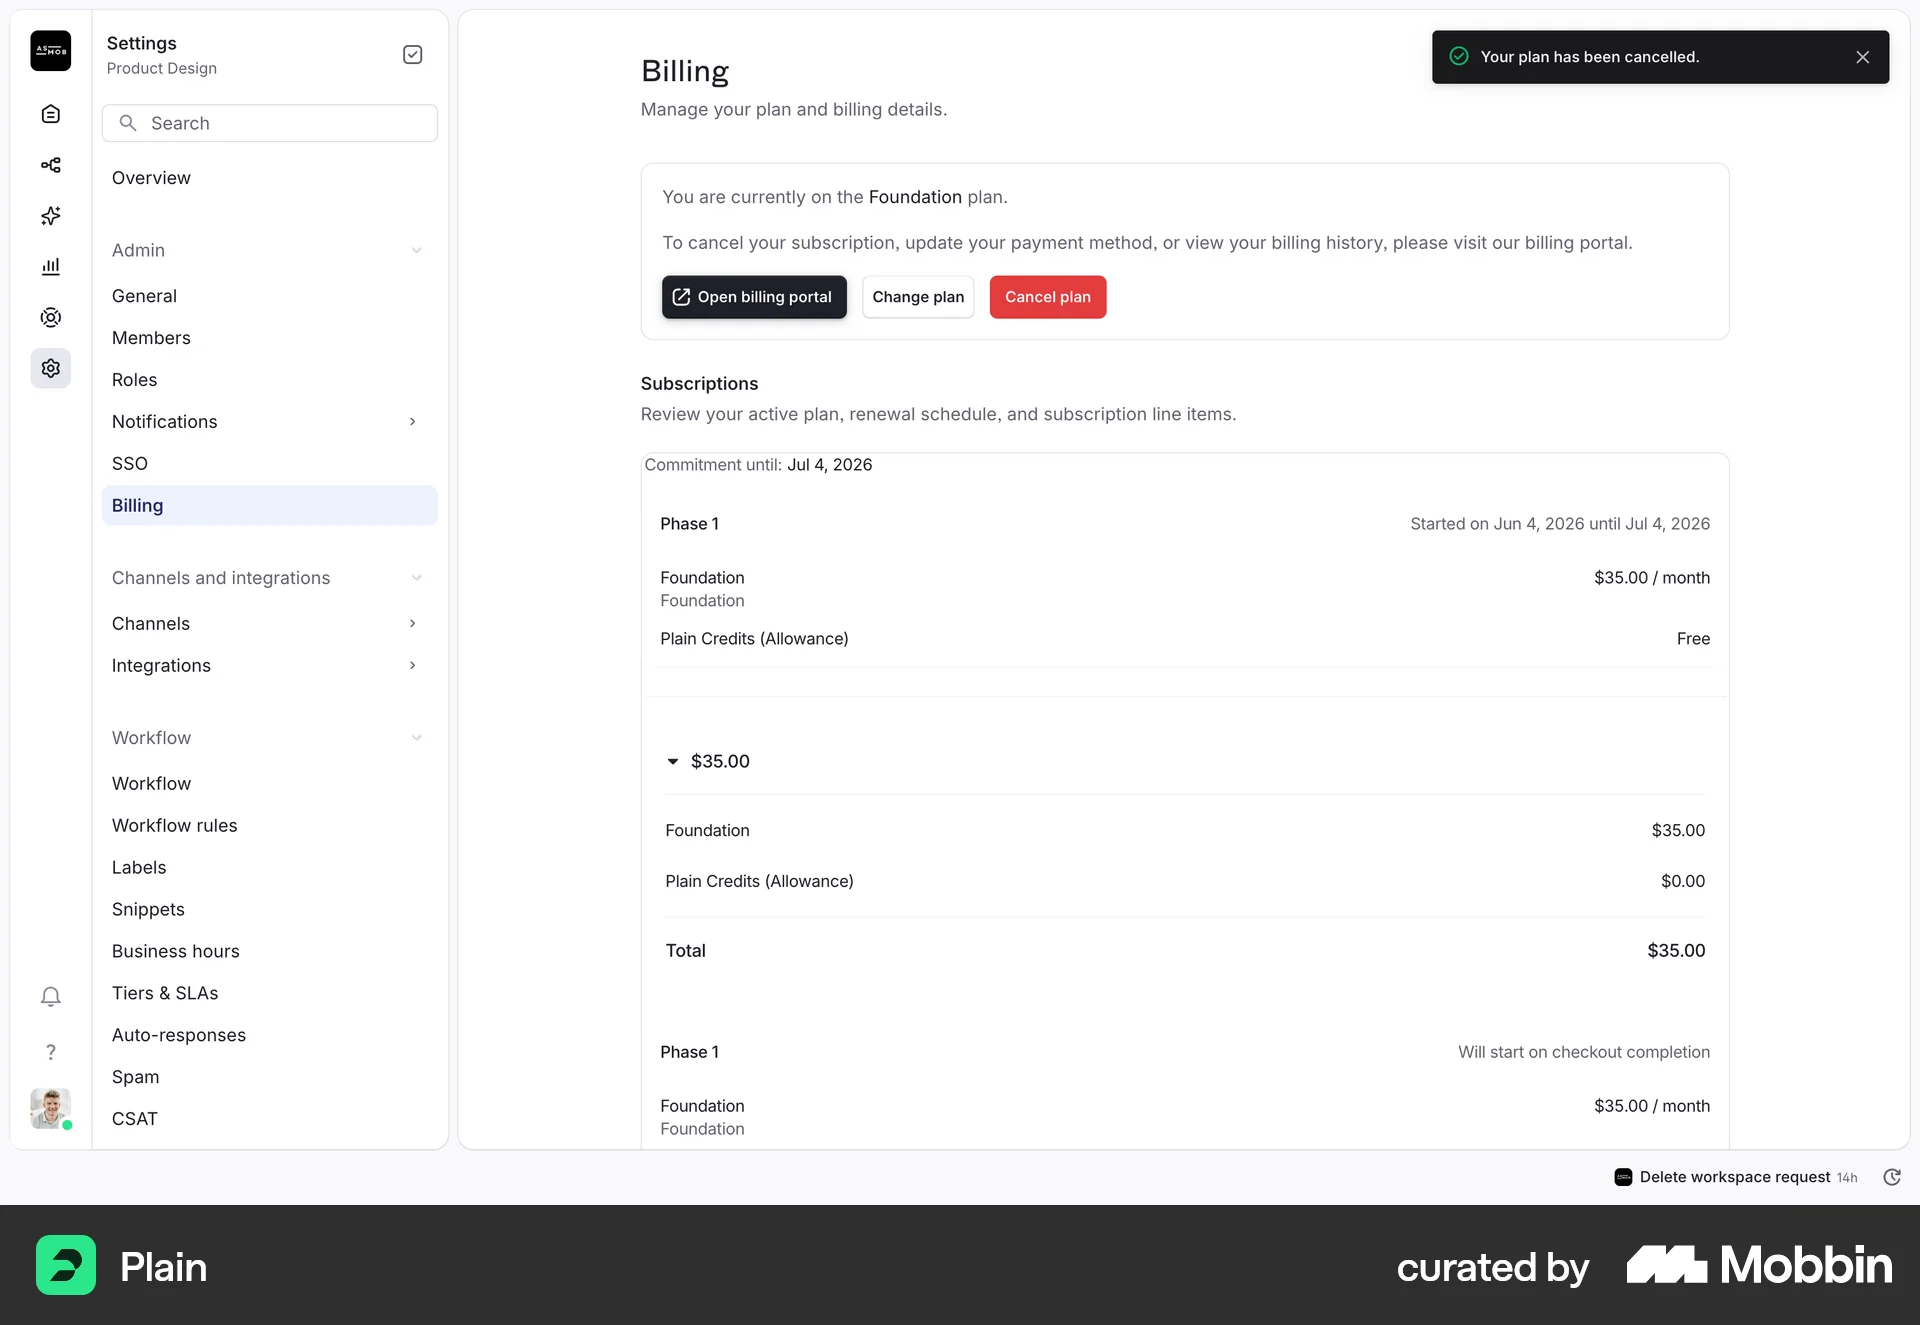 ASMOB
Settings
Product Design
Search
Overview
Admin
General
Members
Roles
Notifications
SSO
Billing
Channels and integrations
Channels
Integrations
Workflow
Workflow
Workflow rules
Labels
Snippets
Business hours
Tiers & SLAs
Auto-responses
Spam
CSAT
Billing
Manage your plan and billing details.
Your plan has been cancelled.
You are currently on the Foundation plan.
To cancel your subscription, update your payment method, or view your billing history, please visit our billing portal.
Open billing portal Change plan Cancel plan
Subscriptions
Review your active plan, renewal schedule, and subscription line items.
Commitment until: Jul 4, 2026
Phase 1 Started on Jun 4, 2026 until Jul 4, 2026
Foundation $35.00 / month
Foundation
Plain Credits (Allowance) Free
$35.00
Foundation $35.00
Plain Credits (Allowance) $0.00
Total $35.00
Phase 1 Will start on checkout completion
Foundation $35.00 / month
Foundation
Delete workspace request 14h
Plain
curated by Mobbin